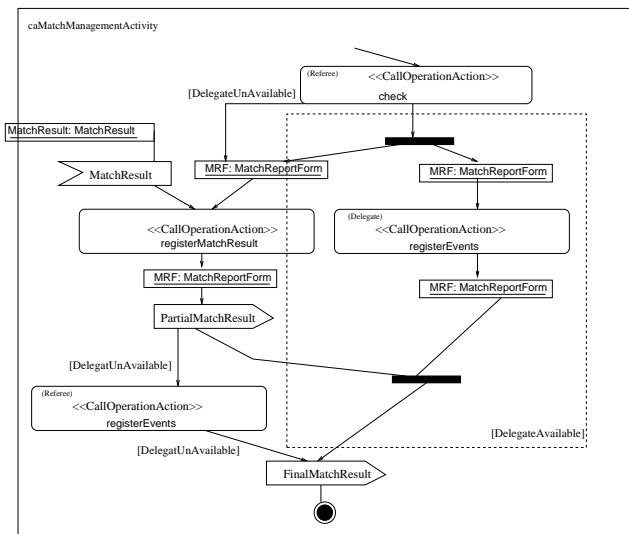 caMatchManagementActivity
(Referee)
<<CallOperationAction>>
check
[DelegateUnAvailable]
MatchResult: MatchResult
MatchResult
MRF: MatchReportForm
MRF: MatchReportForm
<<CallOperationAction>>
registerMatchResult
(Delegate)
<<CallOperationAction>>
registerEvents
MRF: MatchReportForm
MRF: MatchReportForm
PartialMatchResult
[DelegatUnAvailable]
(Referee)
<<CallOperationAction>>
registerEvents
[DelegateAvailable]
[DelegatUnAvailable]
FinalMatchResult